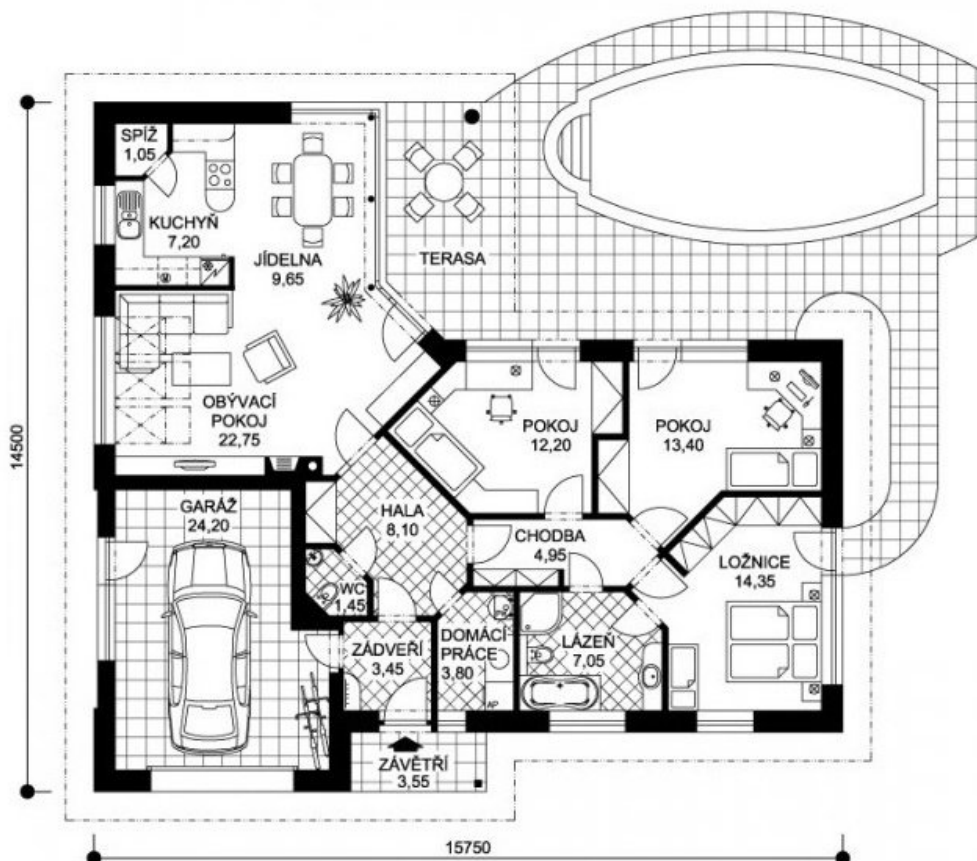 SPÍŽ
1,05
KUCHYŇ
7,20
JÍDELNA
9,65
TERASA
OBÝVACÍ
POKOJ
22,75
POKOJ
12,20
POKOJ
13,40
14500
GARÁŽ
24,20
HALA
8,10
CHODBA
4,95
LOŽNICE
14,35
WC
1,45
ZÁDVEŘÍ
3,45
DOMÁCÍ
PRÁCE
3,80
LÁZEŇ
7,05
AP
ZÁVĚTŘÍ
3,55
15750